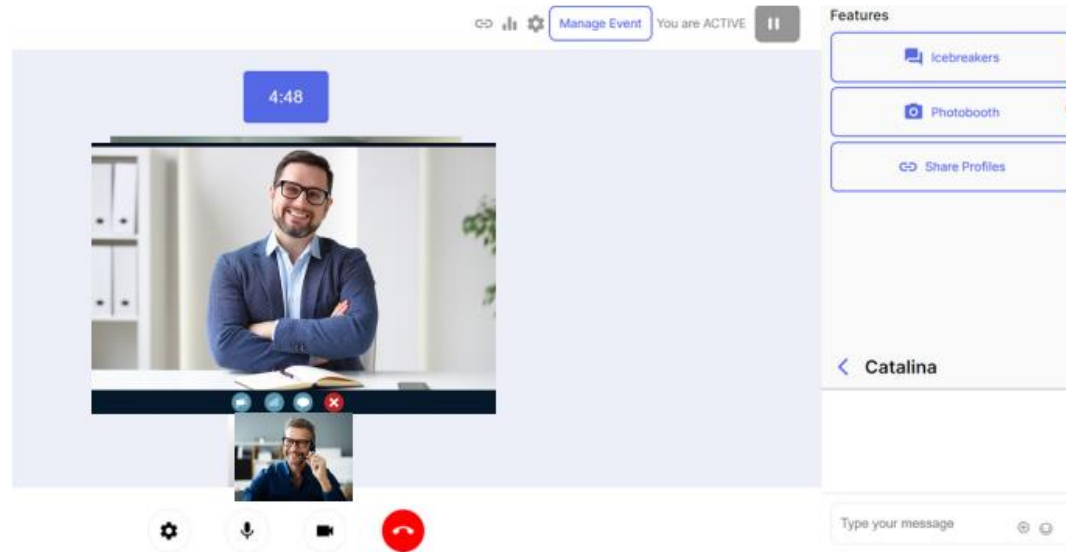 Manage Event
You are ACTIVE
4:48
Features
Icebreakers
Photobooth
Share Profiles
Catalina
Type your message